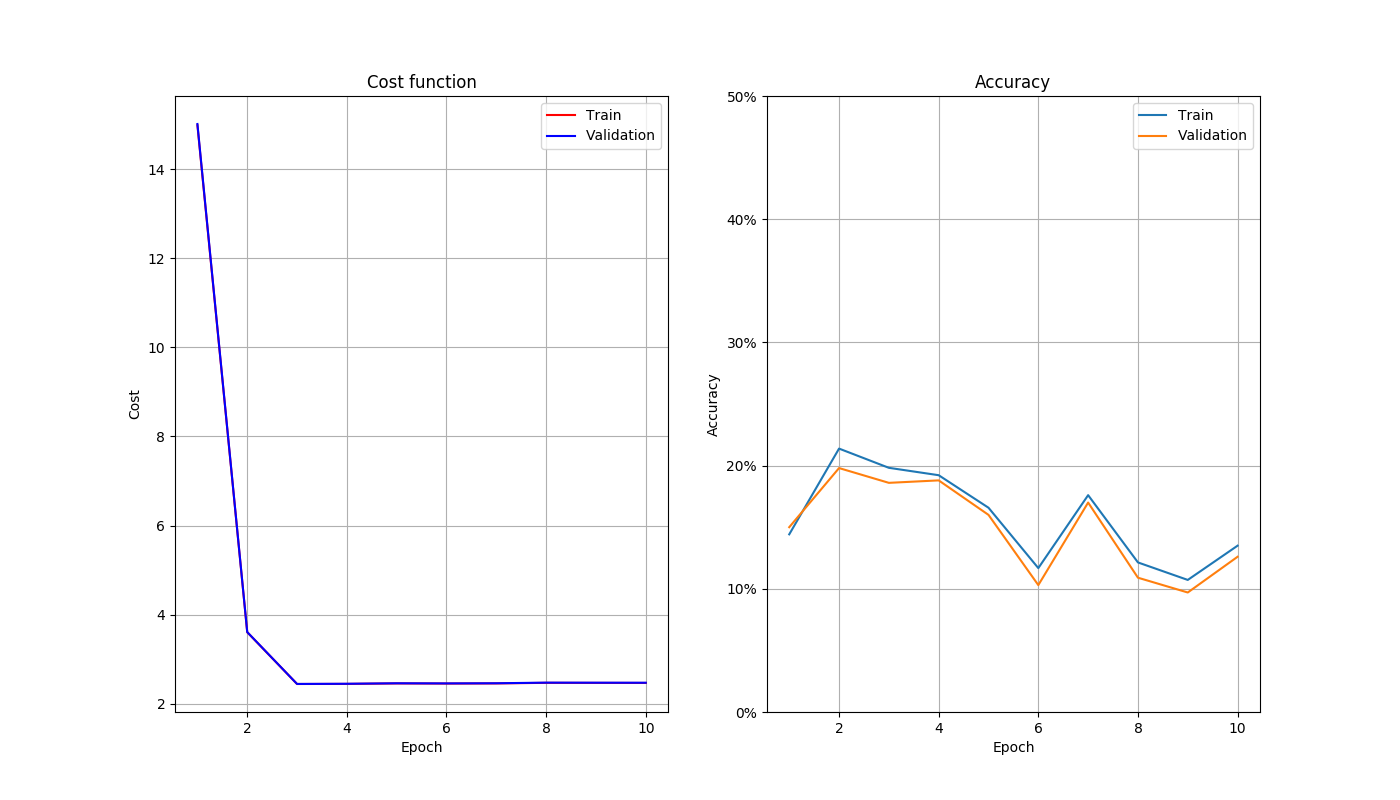 Cost function
Train
Validation
14
12
10
8
6
4
2
Cost
2 4 6 8 10
Epoch
Accuracy
Train
Validation
50%
40%
30%
20%
10%
0%
Accuracy
2 4 6 8 10
Epoch